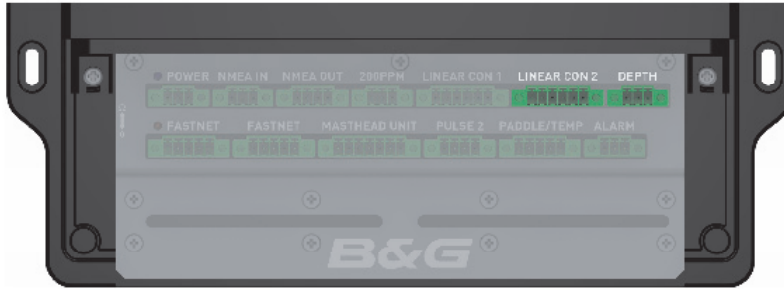 POWER NMEA IN NMEA OUT 200PPN LINEAR CON 1 LINEAR CON 2 DEPTH
FASTNET FASTNET MASTHEAD UNIT PULSE 2 PADDLE/TEMP ALARM
B&G